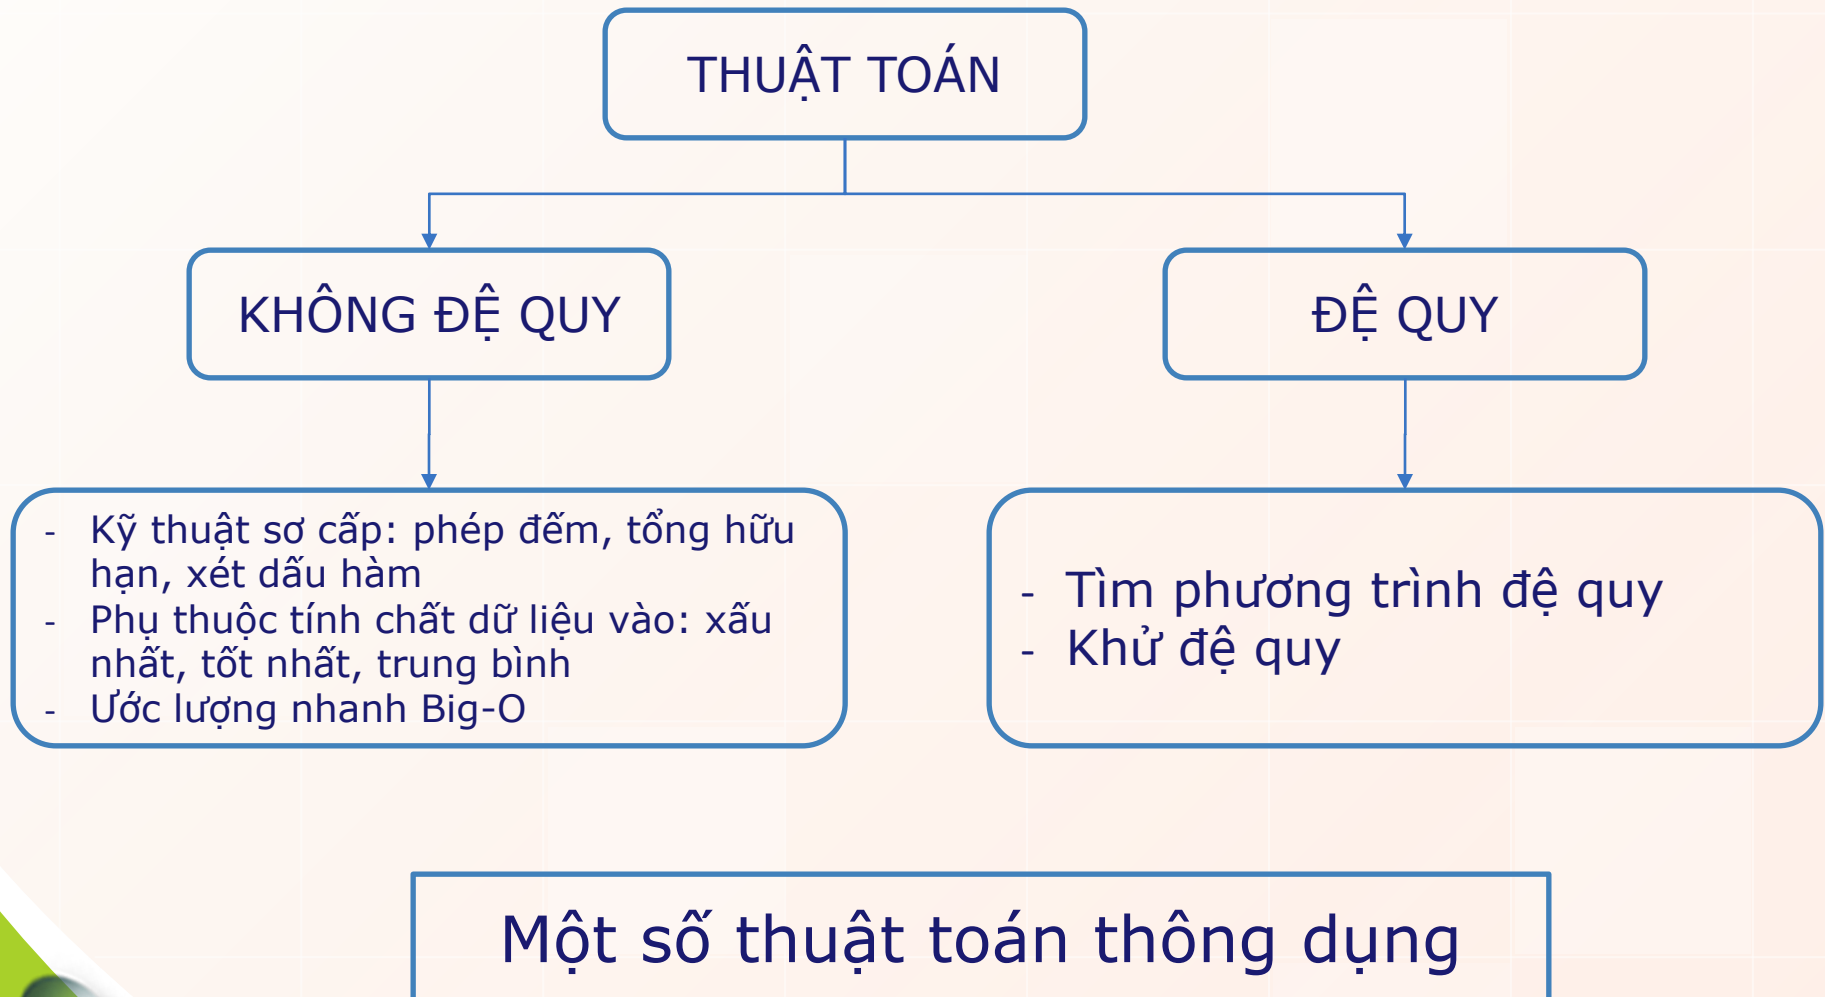 THUẬT TOÁN
KHÔNG ĐỆ QUY
ĐỆ QUY
- Kỹ thuật sơ cấp: phép đếm, tổng hữu
hạn, xét dấu hàm
- Phụ thuộc tính chất dữ liệu vào: xấu
nhất, tốt nhất, trung bình
- Ước lượng nhanh Big-O
- Tìm phương trình đệ quy
- Khử đệ quy
Một số thuật toán thông dụng